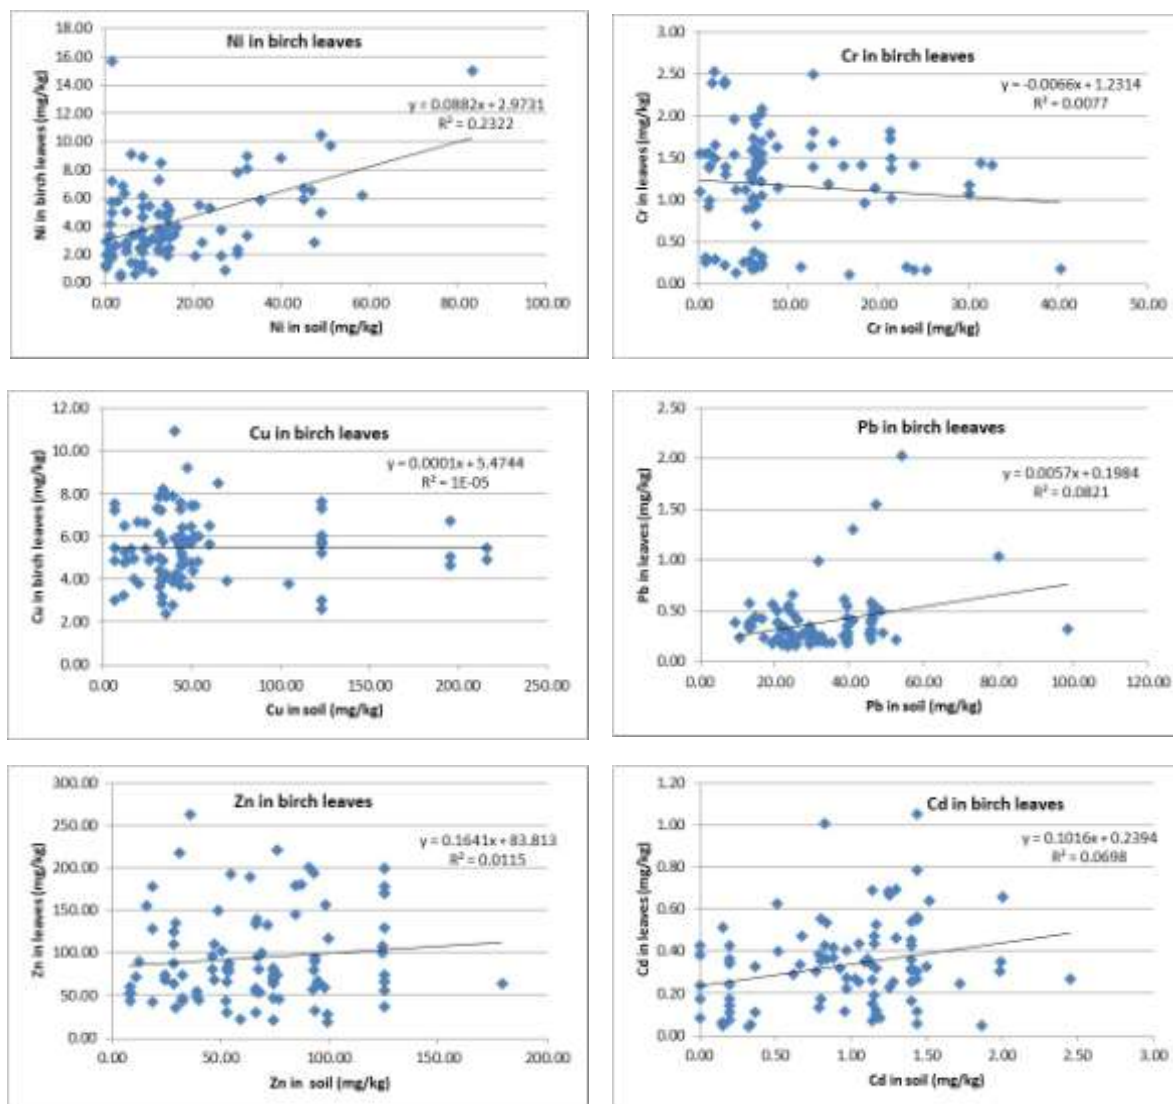 Ni in birch leaves
y = 0.0882x + 2.9731
R² = 0.2322
18.00
16.00
14.00
12.00
10.00
8.00
6.00
4.00
2.00
0.00
Ni in birch leaves (mg/kg)
0.00 20.00 40.00 60.00 80.00 100.00
Ni in soil (mg/kg)
Cr in birch leaves
y = -0.0066x + 1.2314
R² = 0.0077
3.00
2.50
2.00
1.50
1.00
0.50
0.00
Cr in leaves (mg/kg)
0.00 10.00 20.00 30.00 40.00 50.00
Cr in soil (mg/kg)
Cu in birch leaves
y = 0.0001x + 5.4744
R² = 1E-05
12.00
10.00
8.00
6.00
4.00
2.00
0.00
Cu in birch leaves (mg/kg)
0.00 50.00 100.00 150.00 200.00 250.00
Cu in soil (mg/kg)
Pb in birch leeaves
y = 0.0057x + 0.1984
R² = 0.0821
2.50
2.00
1.50
1.00
0.50
0.00
Pb in leaves (mg/kg)
0.00 20.00 40.00 60.00 80.00 100.00 120.00
Pb in soil (mg/kg)
Zn in birch leaves
y = 0.1641x + 83.813
R² = 0.0115
300.00
250.00
200.00
150.00
100.00
50.00
0.00
Zn in leaves (mg/kg)
0.00 50.00 100.00 150.00 200.00
Zn in soil (mg/kg)
Cd in birch leaves
y = 0.1016x + 0.2394
R² = 0.0698
1.20
1.00
0.80
0.60
0.40
0.20
0.00
Cd in leaves (mg/kg)
0.00 0.50 1.00 1.50 2.00 2.50 3.00
Cd in soil (mg/kg)